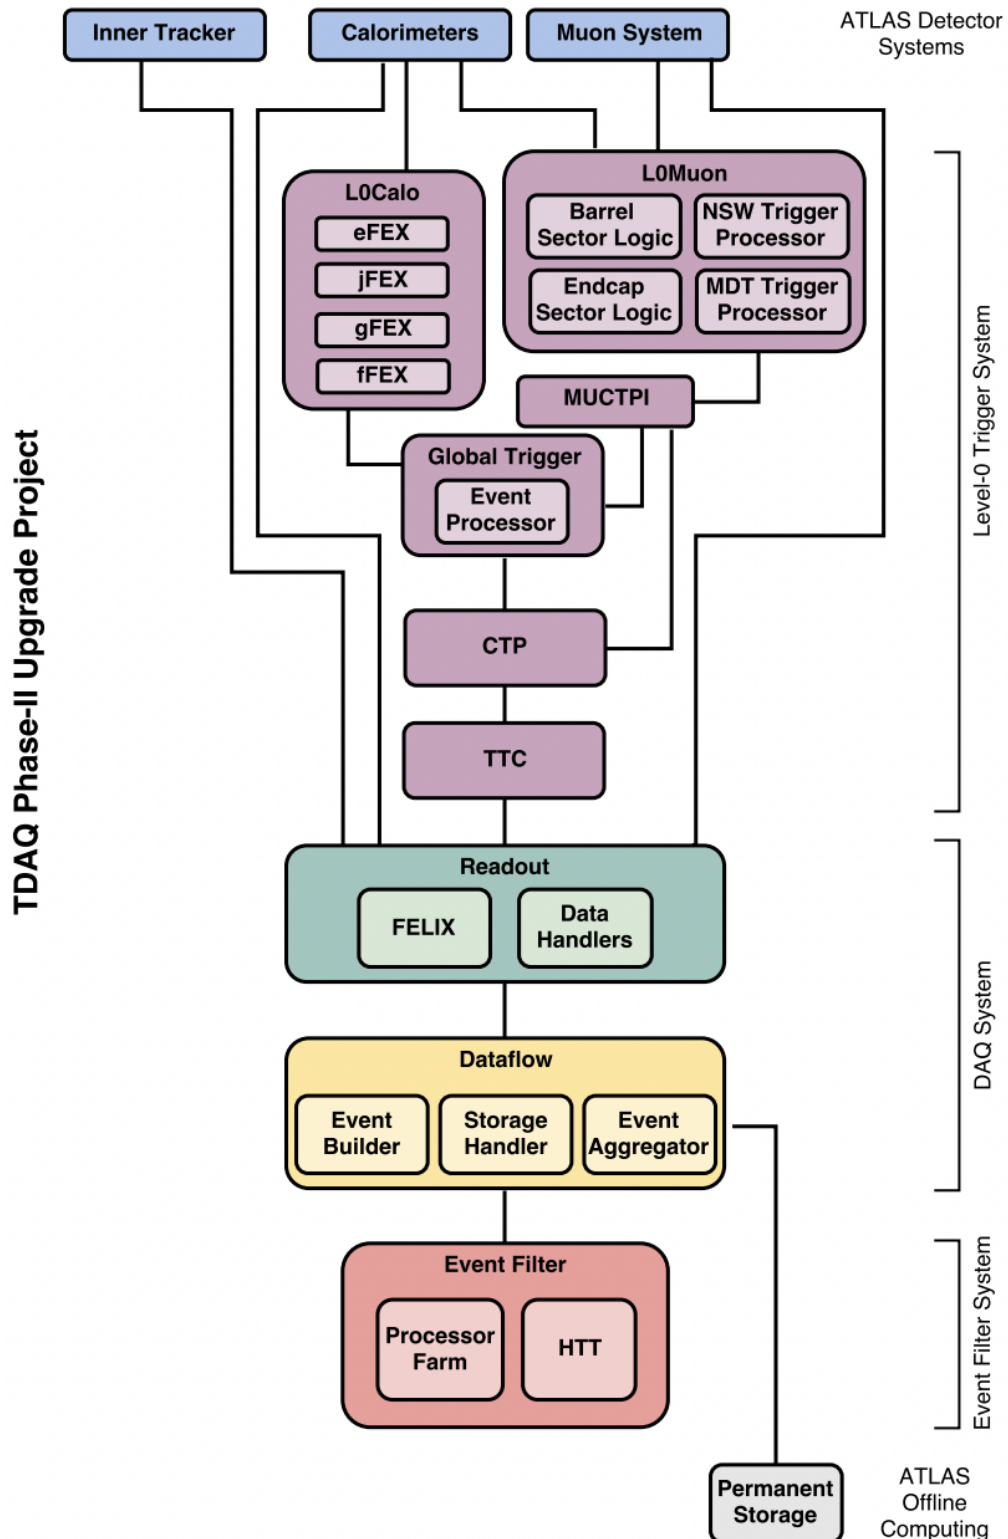 Inner Tracker
Calorimeters
Muon System
ATLAS Detector
Systems
L0Calo
eFEX
jFEX
gFEX
fFEX
L0Muon
Barrel
Sector Logic
NSW Trigger
Processor
Endcap
Sector Logic
MDT Trigger
Processor
MUCTPI
Global Trigger
Event
Processor
CTP
TTC
Level-0 Trigger System
TDAQ Phase-II Upgrade Project
Readout
FELIX
Data
Handlers
Dataflow
Event
Builder
Storage
Handler
Event
Aggregator
DAQ System
Event Filter
Processor
Farm
HTT
Event Filter System
Permanent
Storage
ATLAS
Offline
Computing